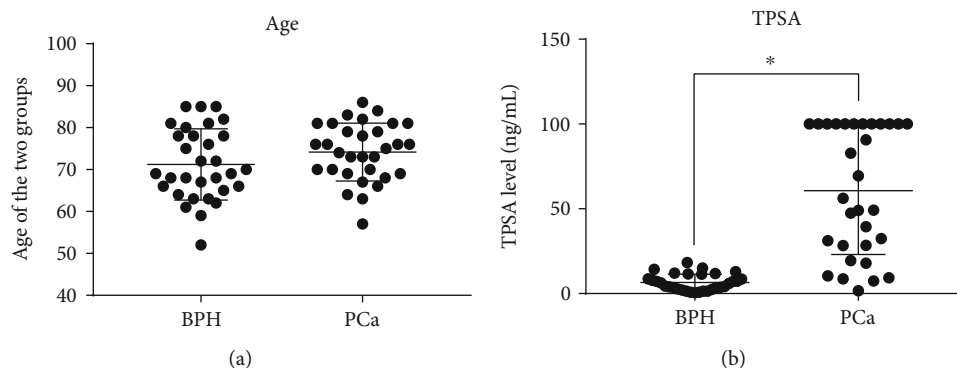 Age
Age of the two groups
100
90
80
70
60
50
40
BPH
PCa
(a)
TPSA
TPSA level (ng/mL)
150
100
50
0
*
BPH
PCa
(b)